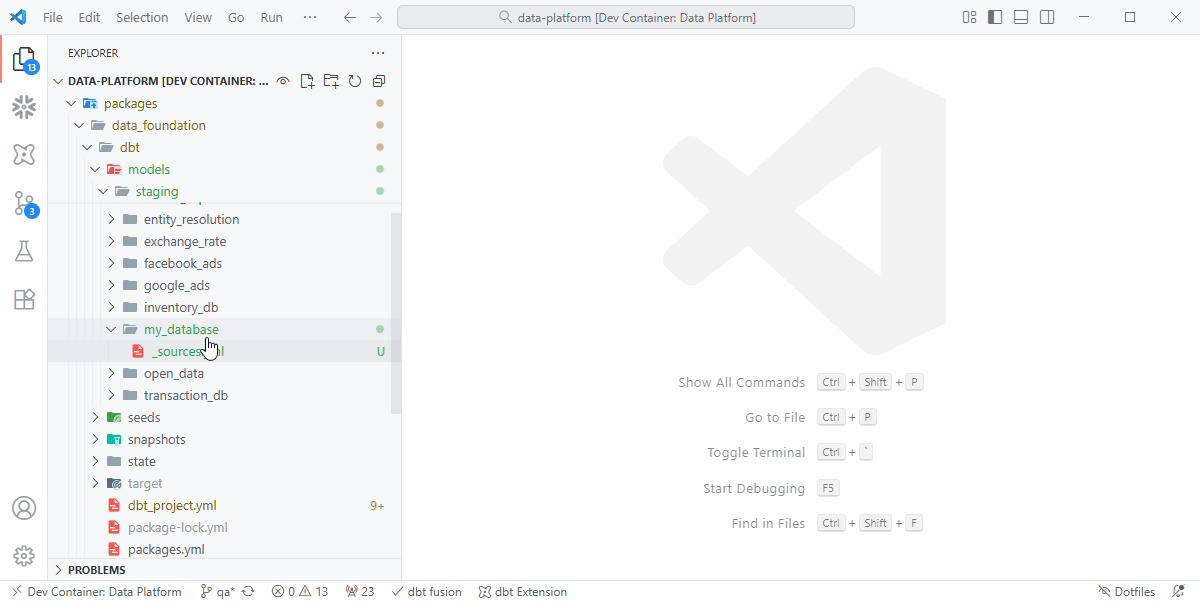 File Edit Selection View Go Run ··· data-platform [Dev Container: Data Platform]
EXPLORER
DATA-PLATFORM [DEV CONTAINER: ...
packages
data_foundation
dbt
models
staging
entity_resolution
exchange_rate
facebook_ads
google_ads
inventory_db
my_database
U
open_data
transaction_db
seeds
snapshots
state
target
dbt_project.yml 9+
package-lock.yml
packages.yml
PROBLEMS
13
3
Show All Commands Ctrl + Shift + P
Go to File Ctrl + P
Toggle Terminal Ctrl + `
Start Debugging F5
Find in Files Ctrl + Shift + F
Dev Container: Data Platform qa* 0 13 23 dbt fusion dbt Extension Dotfiles